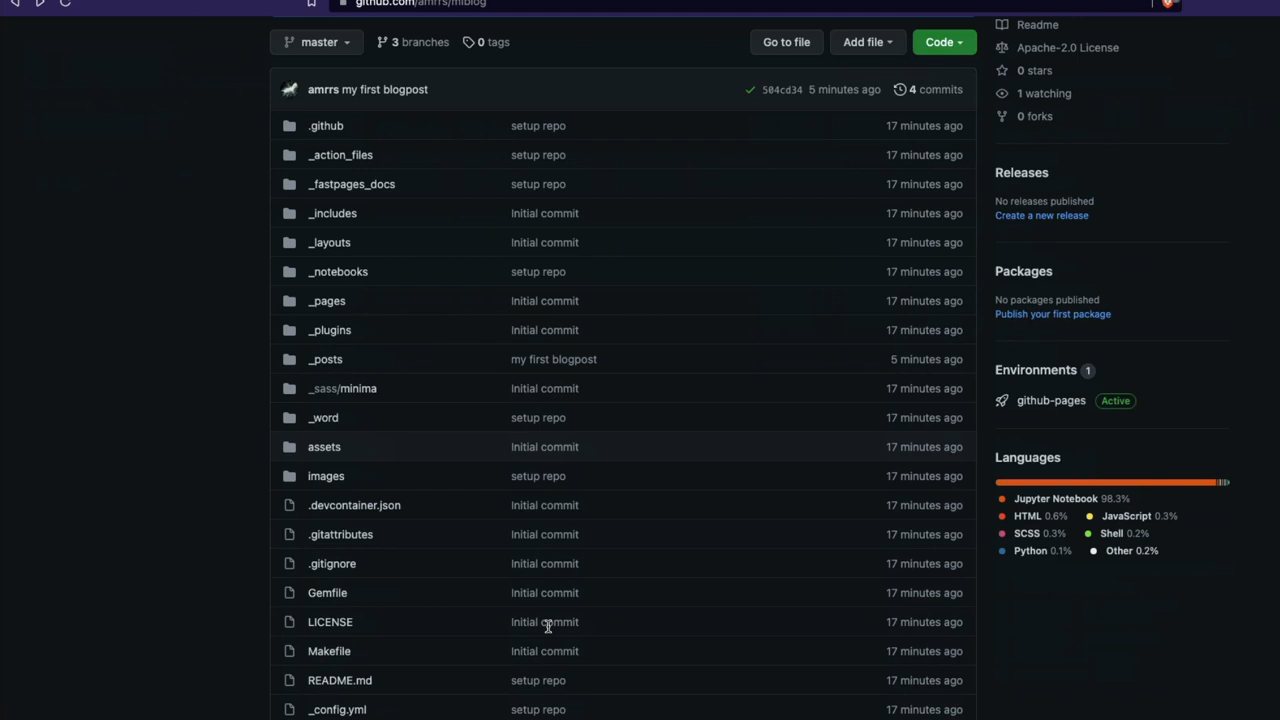 github.com/amrrs/mlblog
master
3 branches
0 tags
Go to file
Add file
Code
amrrs my first blogpost
504cd34 5 minutes ago
4 commits
.github setup repo 17 minutes ago
_action_files setup repo 17 minutes ago
_fastpages_docs setup repo 17 minutes ago
_includes Initial commit 17 minutes ago
_layouts Initial commit 17 minutes ago
_notebooks setup repo 17 minutes ago
_pages Initial commit 17 minutes ago
_plugins Initial commit 17 minutes ago
_posts my first blogpost 5 minutes ago
_sass/minima Initial commit 17 minutes ago
_word setup repo 17 minutes ago
assets Initial commit 17 minutes ago
images setup repo 17 minutes ago
.devcontainer.json Initial commit 17 minutes ago
.gitattributes Initial commit 17 minutes ago
.gitignore Initial commit 17 minutes ago
Gemfile Initial commit 17 minutes ago
LICENSE Initial commit 17 minutes ago
Makefile Initial commit 17 minutes ago
README.md setup repo 17 minutes ago
_config.yml setup repo 17 minutes ago
Readme
Apache-2.0 License
0 stars
1 watching
0 forks
Releases
No releases published
Create a new release
Packages
No packages published
Publish your first package
Environments 1
github-pages Active
Languages
Jupyter Notebook 98.3%
HTML 0.6% JavaScript 0.3%
SCSS 0.3% Shell 0.2%
Python 0.1% Other 0.2%